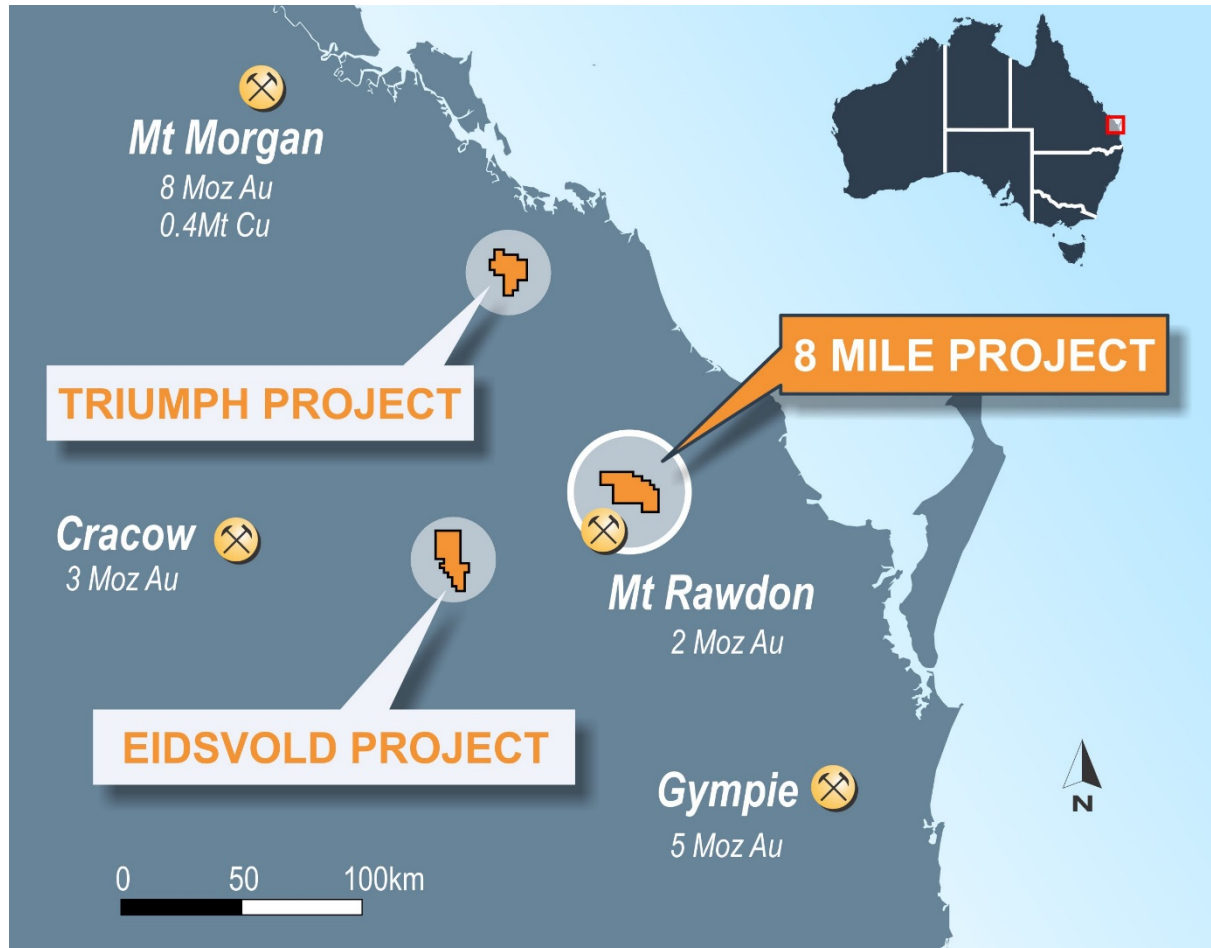 Mt Morgan
8 Moz Au
0.4Mt Cu
TRIUMPH PROJECT
8 MILE PROJECT
Cracow
3 Moz Au
Mt Rawdon
2 Moz Au
EIDSVOLD PROJECT
Gympie
5 Moz Au
N
0 50 100km